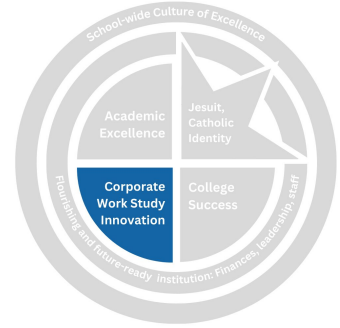 School-wide Culture of Excellence
Academic
Excellence
Jesuit,
Catholic
Identity
Corporate
Work Study
Innovation
College
Success
Flourishing and future-ready institution: Finances, leadership, staff